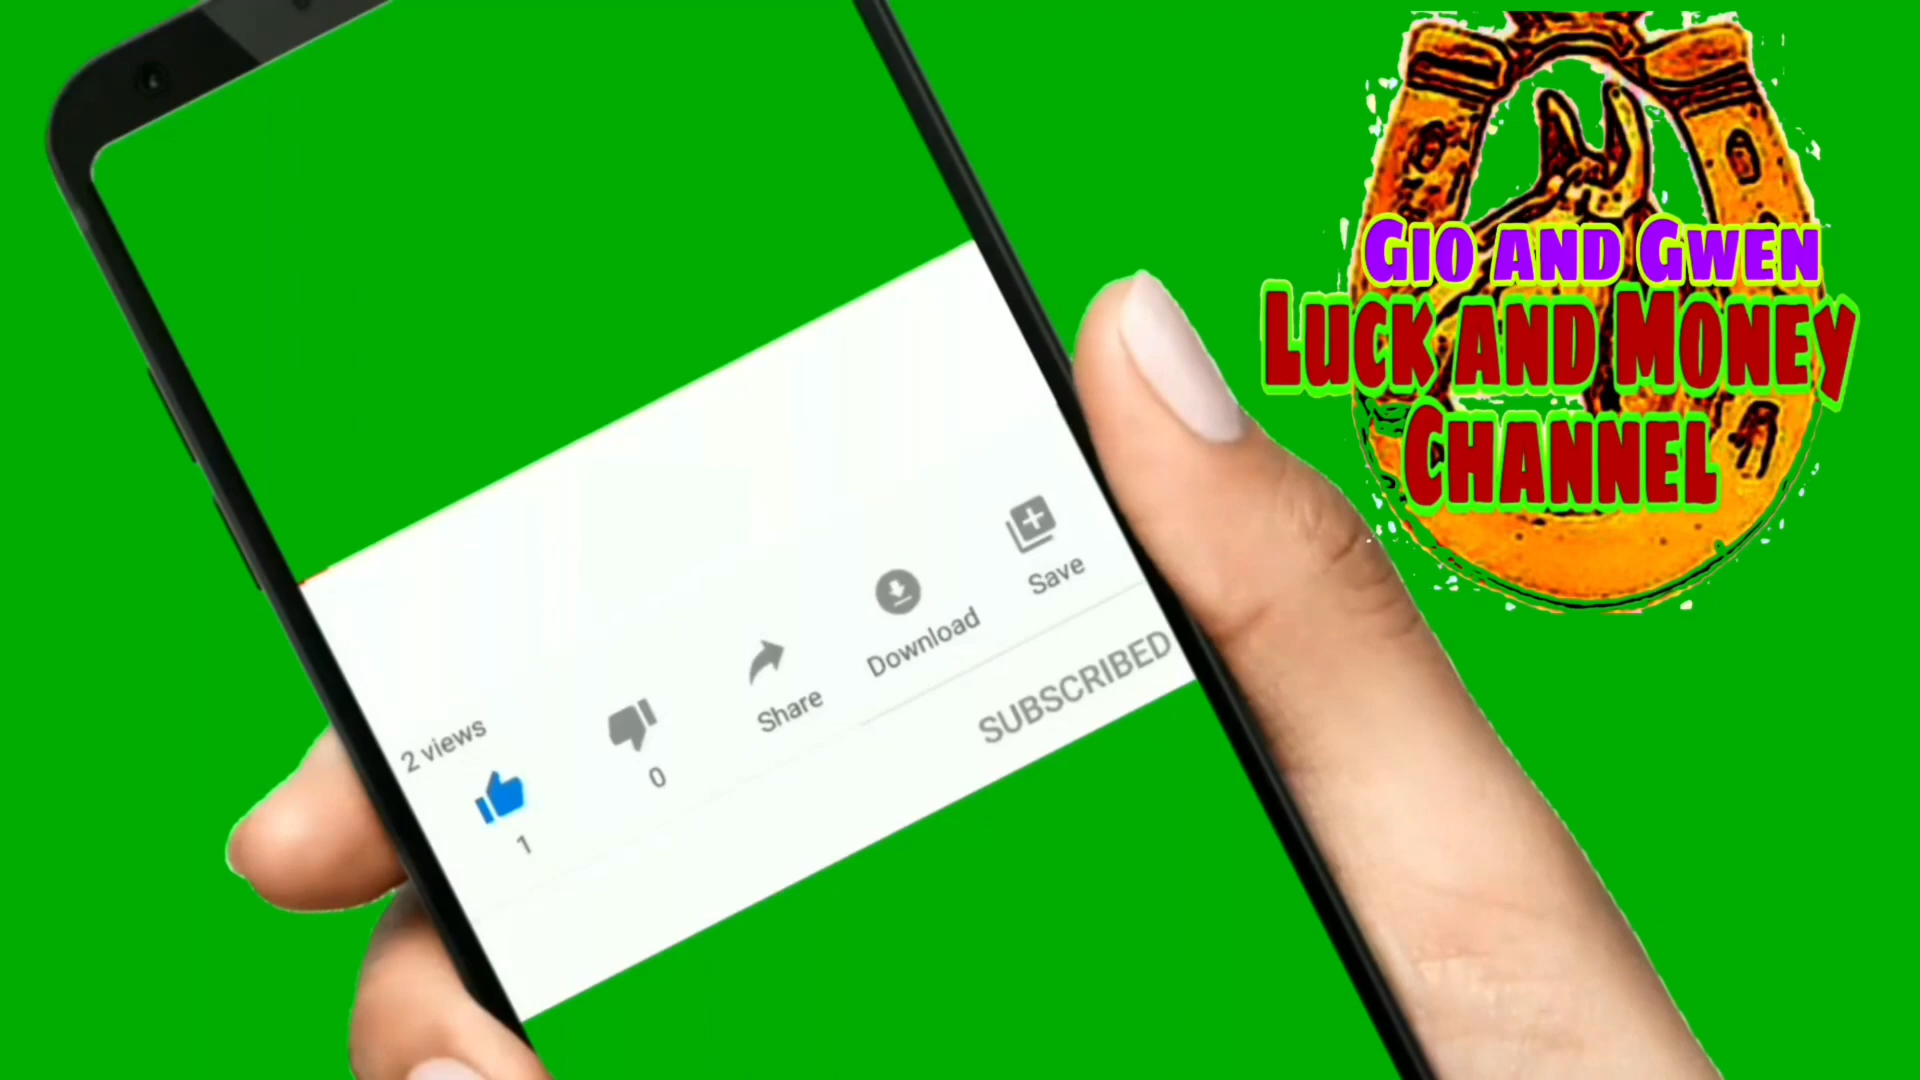 Gio and Gwen
Luck and Money
Channel
2 views
1
0
Share
Download
Save
SUBSCRIBED